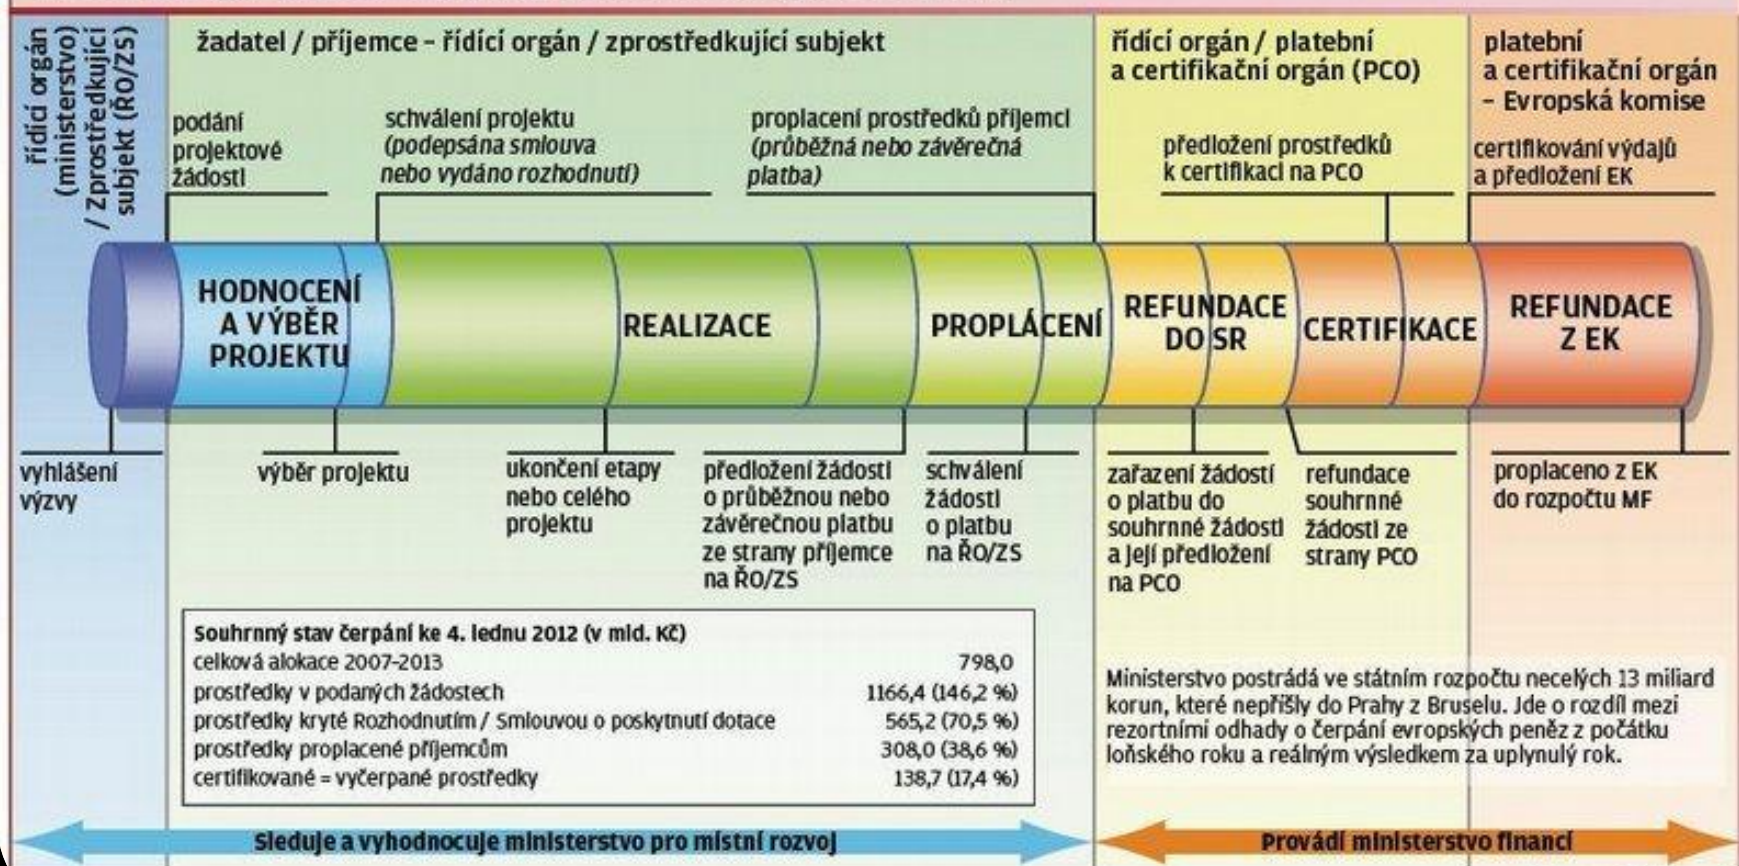 řídící orgán
(ministerstvo)
/ Zprostředkující
subjekt (ŘO/ZS)
žadatel / příjemce – řídící orgán / zprostředkující subjekt
řídící orgán / platební
a certifikační orgán (PCO)
platební
a certifikační orgán
– Evropská komise
podání
projektové
žádosti
schválení projektu
(podepsána smlouva
nebo vydáno rozhodnutí)
proplacení prostředků příjemci
(průběžná nebo závěrečná
platba)
předložení prostředků
k certifikaci na PCO
certifikování výdajů
a předložení EK
HODNOCENÍ
A VÝBĚR
PROJEKTU
REALIZACE
PROPLÁCENÍ
REFUNDACE
DO SR
CERTIFIKACE
REFUNDACE
Z EK
vyhlášení
výzvy
výběr projektu
ukončení etapy
nebo celého
projektu
předložení žádosti
o průběžnou nebo
závěrečnou platbu
ze strany příjemce
na ŘO/ZS
schválení
žádosti
o platbu
na ŘO/ZS
zařazení žádostí
o platbu do
souhrnné žádosti
a její předložení
na PCO
refundace
souhrnné
žádosti ze
strany PCO
proplaceno z EK
do rozpočtu MF
Souhrnný stav čerpání ke 4. lednu 2012 (v mld. Kč)
celková alokace 2007-2013 798,0
prostředky v podaných žádostech 1166,4 (146,2 %)
prostředky kryté Rozhodnutím / Smlouvou o poskytnutí dotace 565,2 (70,5 %)
prostředky proplacené příjemcům 308,0 (38,6 %)
certifikované = vyčerpané prostředky 138,7 (17,4 %)
Ministerstvo postrádá ve státním rozpočtu necelých 13 miliard
korun, které nepřišly do Prahy z Bruselu. Jde o rozdíl mezi
rezortními odhady o čerpání evropských peněz z počátku
loňského roku a reálným výsledkem za uplynulý rok.
Sleduje a vyhodnocuje ministerstvo pro místní rozvoj
Provádí ministerstvo financí